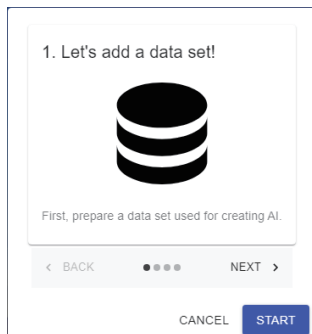 1. Let's add a data set!
First, prepare a data set used for creating AI.
BACK NEXT
CANCEL START